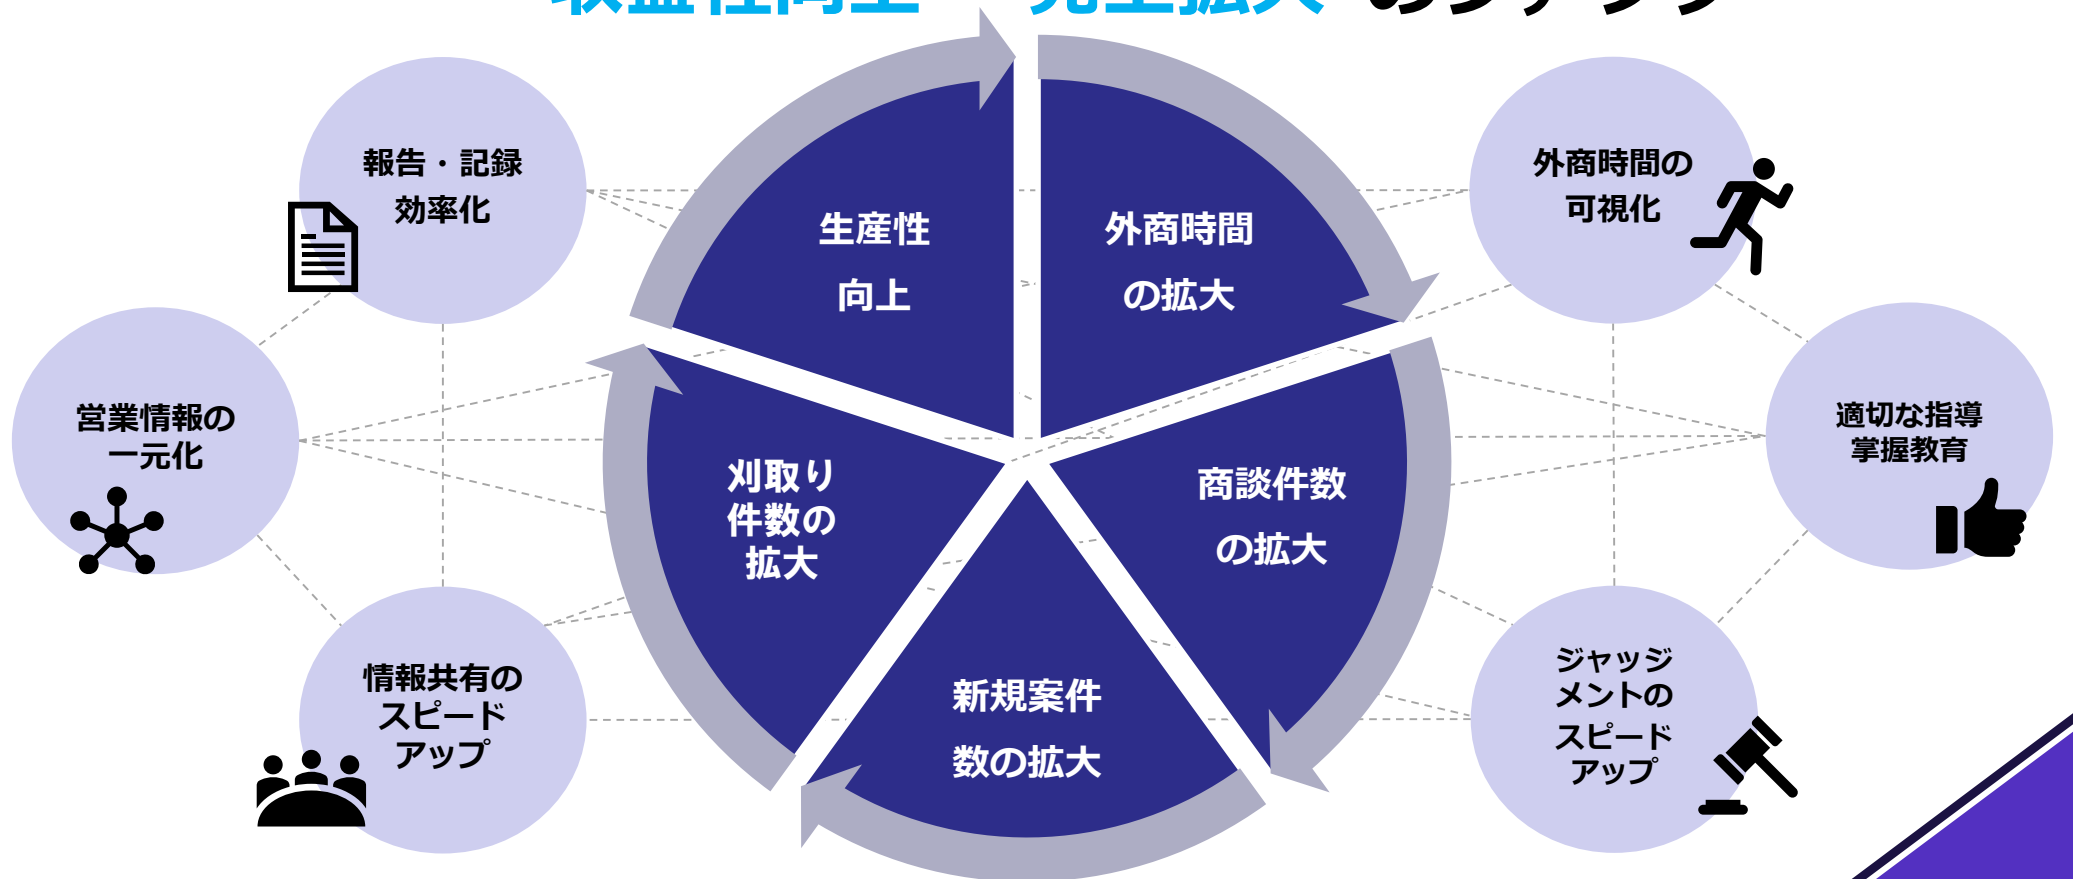 報告・記録
効率化
外商時間の
可視化
生産性
向上
外商時間
の拡大
営業情報の
一元化
適切な指導
掌握教育
刈取り
件数の
拡大
商談件数
の拡大
情報共有の
スピード
アップ
新規案件
数の拡大
ジャッジ
メントの
スピード
アップ